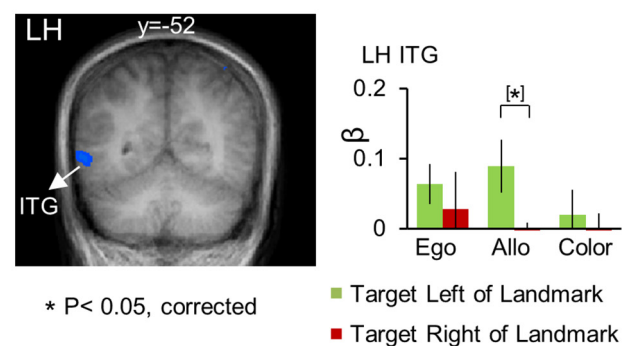 LH
y=-52
ITG
* P< 0.05, corrected
LH ITG
[*]
0.2
0.1
0
β
Ego Allo Color
Target Left of Landmark
Target Right of Landmark